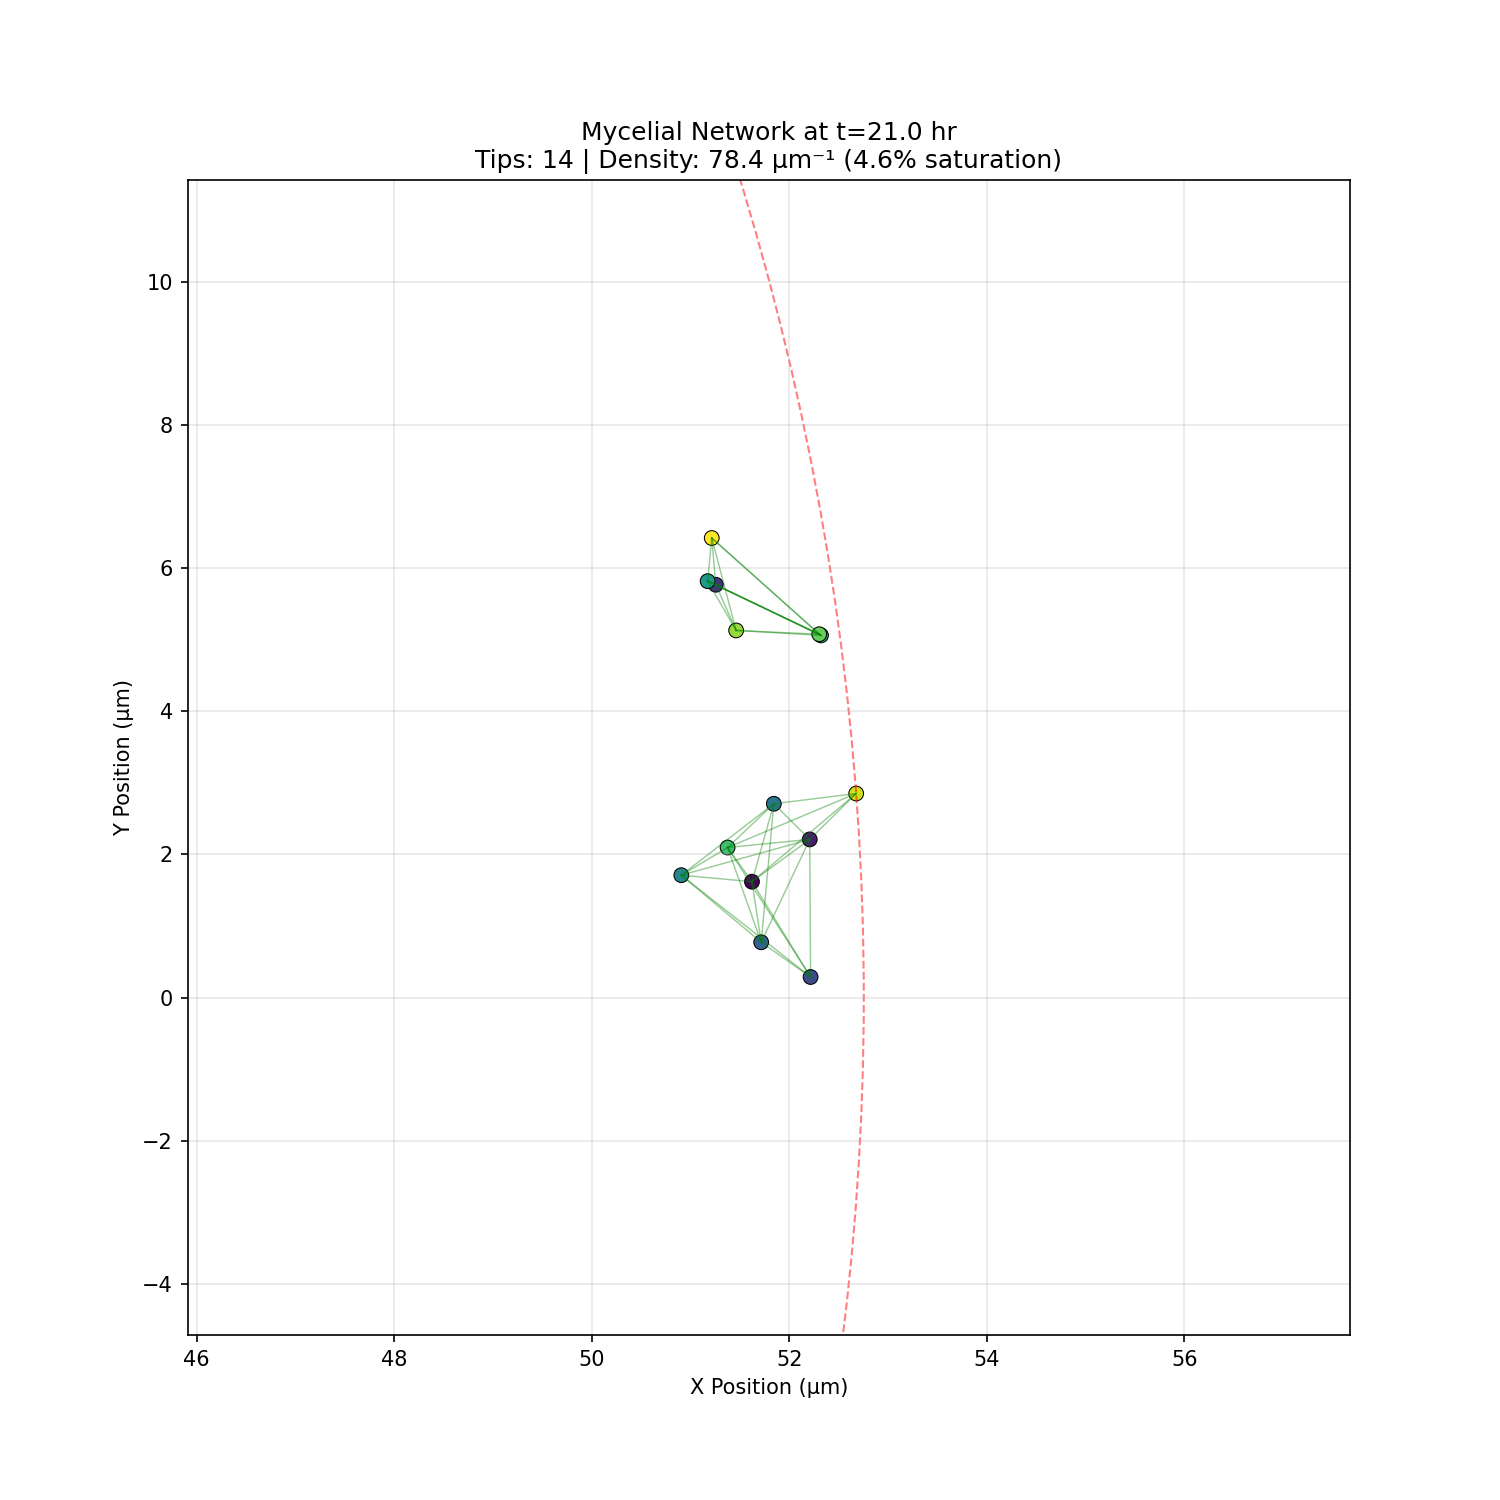 Mycelial Network at t=21.0 hr
Tips: 14 | Density: 78.4 μm⁻¹ (4.6% saturation)
10
8
6
4
2
0
−2
−4
Y Position (μm)
46 48 50 52 54 56
X Position (μm)